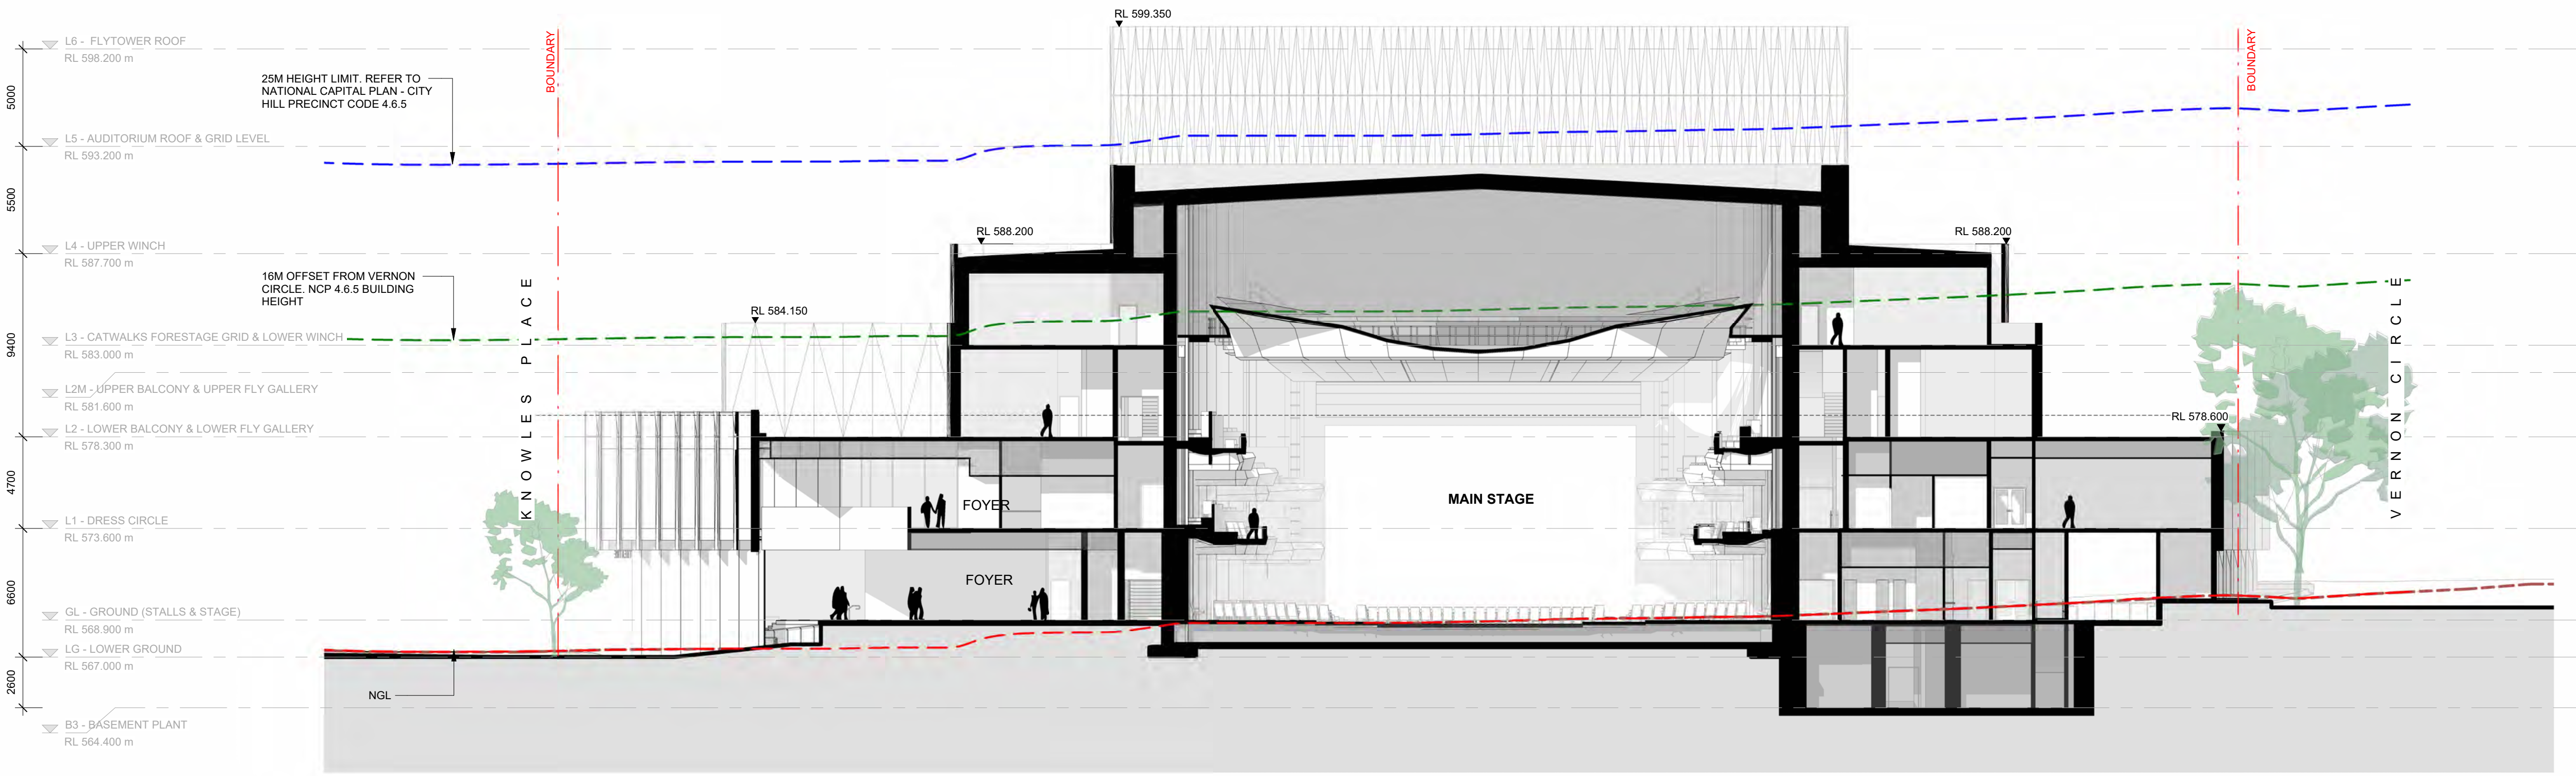 RL 599.350
L6 - FLYTOWER ROOF
RL 598.200 m
BOUNDARY
BOUNDARY
25M HEIGHT LIMIT. REFER TO
NATIONAL CAPITAL PLAN - CITY
HILL PRECINCT CODE 4.6.5
5000
L5 - AUDITORIUM ROOF & GRID LEVEL
RL 593.200 m
5500
RL 588.200
RL 588.200
L4 - UPPER WINCH
RL 587.700 m
16M OFFSET FROM VERNON
CIRCLE. NCP 4.6.5 BUILDING
HEIGHT
KNOWLES PLACE
VERNON CIRCLE
RL 584.150
9400
L3 - CATWALKS FORESTAGE GRID & LOWER WINCH
RL 583.000 m
L2M - UPPER BALCONY & UPPER FLY GALLERY
RL 581.600 m
RL 578.600
L2 - LOWER BALCONY & LOWER FLY GALLERY
RL 578.300 m
4700
MAIN STAGE
FOYER
L1 - DRESS CIRCLE
RL 573.600 m
6600
FOYER
GL - GROUND (STALLS & STAGE)
RL 568.900 m
LG - LOWER GROUND
RL 567.000 m
2600
NGL
B3 - BASEMENT PLANT
RL 564.400 m